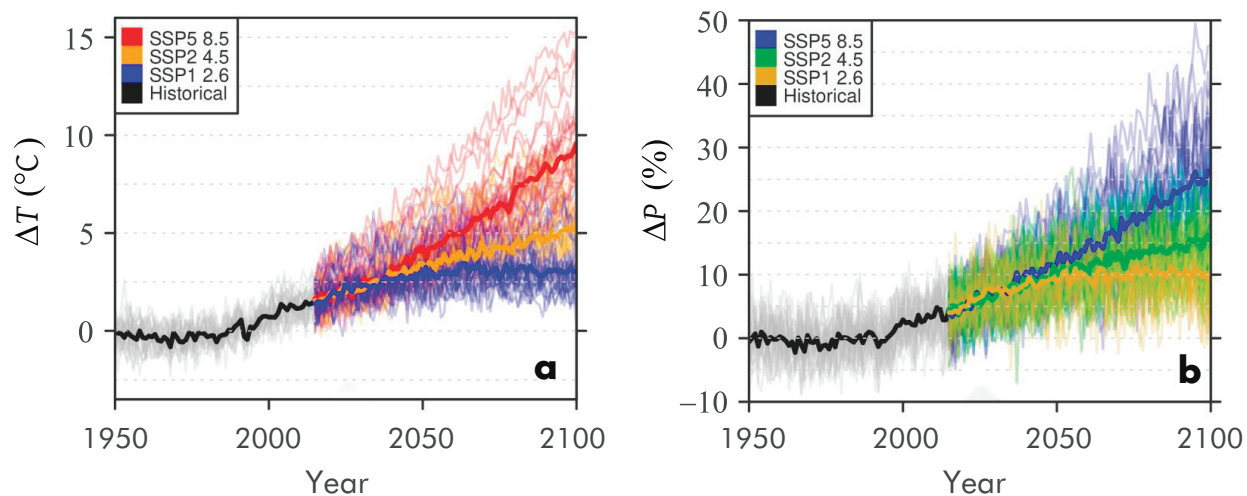 SSP5 8.5
SSP2 4.5
SSP1 2.6
Historical
15
10
5
0
ΔT (°C)
a
1950
2000
2050
2100
Year
SSP5 8.5
SSP2 4.5
SSP1 2.6
Historical
50
40
30
20
10
0
−10
ΔP (%)
b
1950
2000
2050
2100
Year